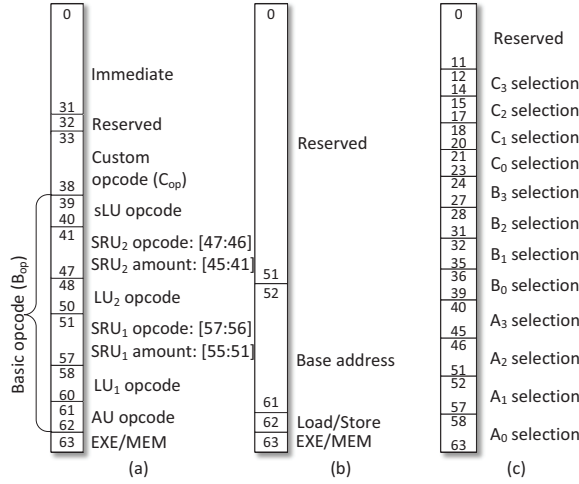 0
Immediate
31
32
Reserved
33
Custom
opcode (Cop)
38
39
sLU opcode
40
41
SRU2 opcode: [47:46]
SRU2 amount: [45:41]
47
48
LU2 opcode
50
51
SRU1 opcode: [57:56]
SRU1 amount: [55:51]
57
58
LU1 opcode
60
61
AU opcode
62
63
EXE/MEM
Basic opcode (Bop)
(a)
0
Reserved
51
52
Base address
61
62
Load/Store
63
EXE/MEM
(b)
0
Reserved
11
12
C3 selection
14
15
C2 selection
17
18
C1 selection
20
21
C0 selection
23
24
B3 selection
27
28
B2 selection
31
32
B1 selection
35
36
B0 selection
39
40
A3 selection
45
46
A2 selection
51
52
A1 selection
57
58
A0 selection
63
(c)